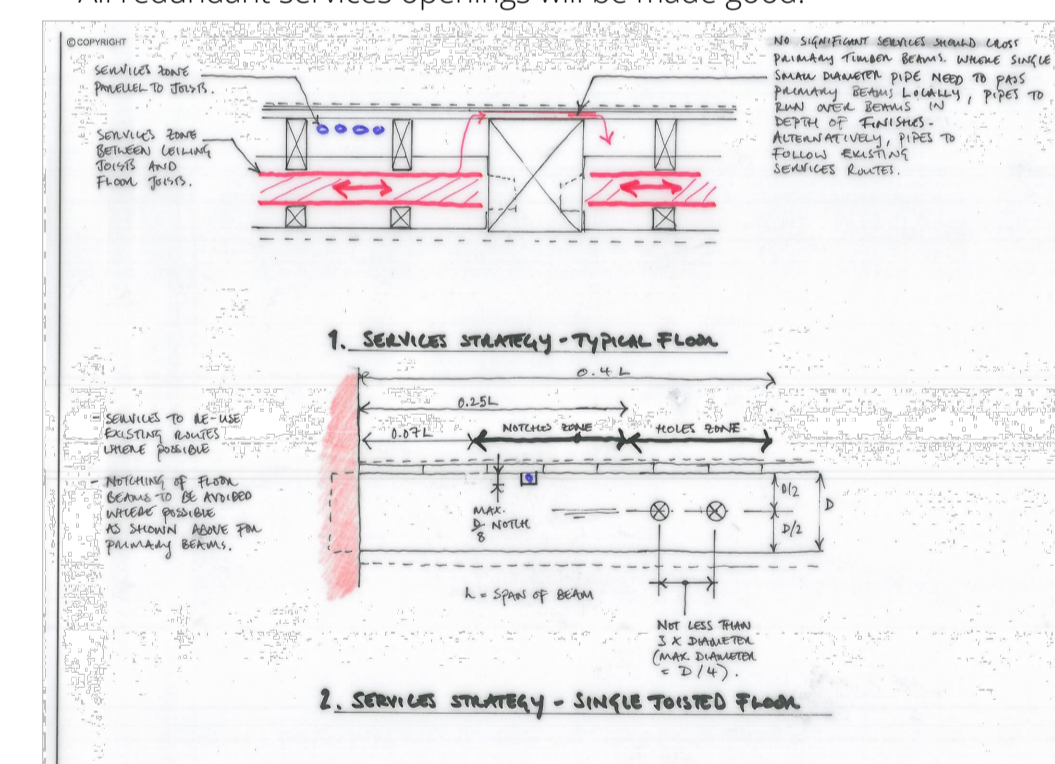 All redundant services openings will be made good.
© COPYRIGHT
SERVICES ZONE
PARALLEL TO JOISTS.
SERVICES ZONE
BETWEEN CEILING
JOISTS AND
FLOOR JOISTS.
NO SIGNIFICANT SERVICES SHOULD CROSS
PRIMARY TIMBER BEAMS. WHERE SINGLE
SMALL DIAMETER PIPE NEED TO PASS
PRIMARY BEAMS LOCALLY, PIPES TO
RUN OVER BEAMS IN
DEPTH OF FINISHES.
ALTERNATIVELY, PIPES TO
FOLLOW EXISTING
SERVICES ROUTES.
1. SERVICES STRATEGY - TYPICAL FLOOR
0.4L
0.25L
0.07L
NOTCHES ZONE
HOLES ZONE
- SERVICES TO RE-USE
EXISTING ROUTES
WHERE POSSIBLE
- NOTCHING OF FLOOR
BEAMS TO BE AVOIDED
WHERE POSSIBLE
AS SHOWN ABOVE FOR
PRIMARY BEAMS.
MAX.
D/8 NOTCH
D/2
D/2
D
L = SPAN OF BEAM
NOT LESS THAN
3 X DIAMETER
(MAX. DIAMETER
= D/4).
2. SERVICES STRATEGY - SINGLE JOISTED FLOOR